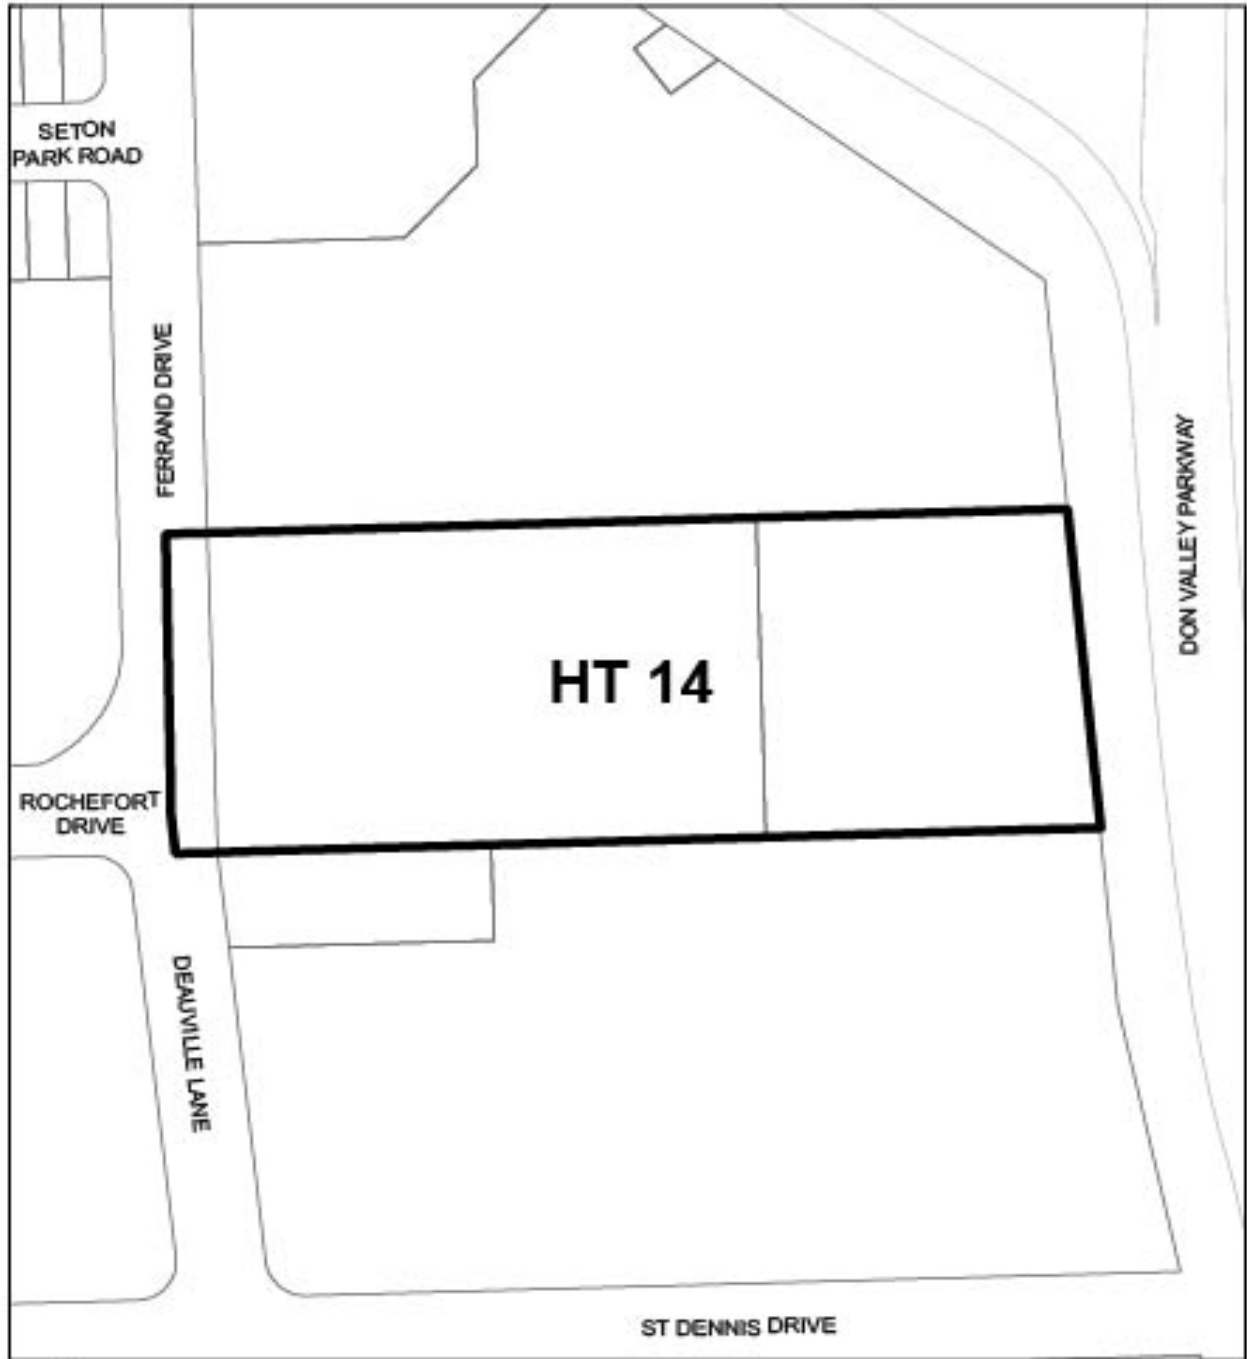 SETON
PARK ROAD
FERRAND DRIVE
DON VALLEY PARKWAY
HT 14
ROCHEFORT
DRIVE
DEAUVILLE LANE
ST DENNIS DRIVE